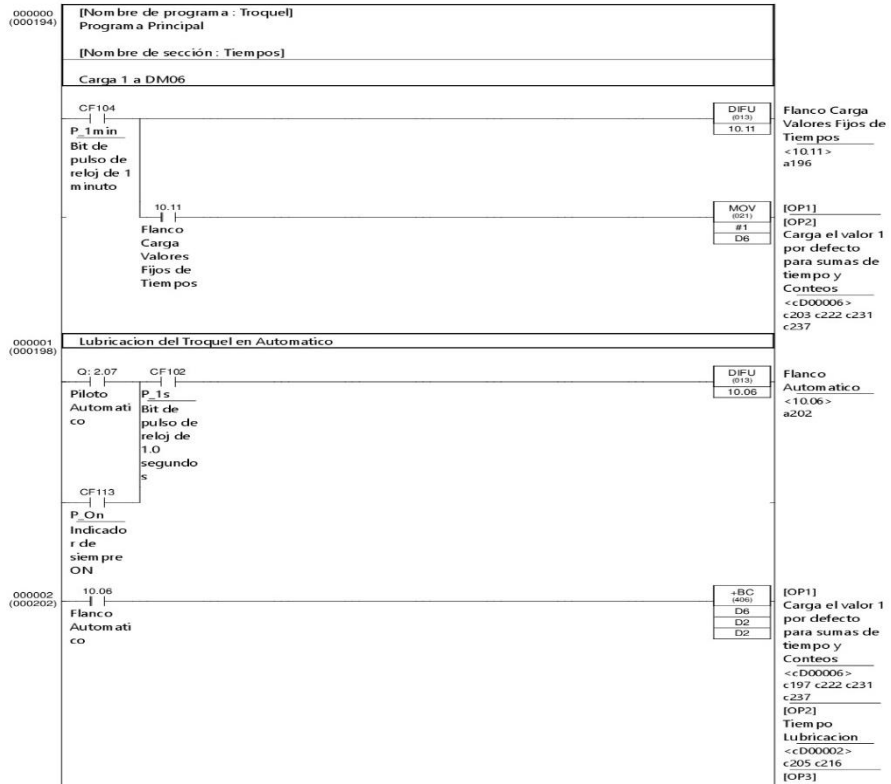 000000
(000194)
[Nombre de programa : Troquel]
Programa Principal
[Nombre de sección : Tiempos]
Carga 1 a DM06
CF104
P_1min
Bit de
pulso de
reloj de 1
minuto
DIFU
(013)
10.11
Flanco Carga
Valores Fijos de
Tiempos
<10.11>
a196
10.11
Flanco
Carga
Valores
Fijos de
Tiempos
MOV
(021)
#1
D6
[OP1]
[OP2]
Carga el valor 1
por defecto
para sumas de
tiempo y
Conteos
<cD00006>
c203 c222 c231
c237
000001
(000198)
Lubricacion del Troquel en Automatico
Q: 2.07
Piloto
Automati
co
CF102
P_1s
Bit de
pulso de
reloj de
1.0
segundo
s
DIFU
(013)
10.06
Flanco
Automatico
<10.06>
a202
CF113
P_On
Indicado
r de
siempre
ON
000002
(000202)
10.06
Flanco
Automati
co
+BC
(406)
D6
D2
D2
[OP1]
Carga el valor 1
por defecto
para sumas de
tiempo y
Conteos
<cD00006>
c197 c222 c231
c237
[OP2]
Tiempo
Lubricacion
<cD00002>
c205 c216
[OP3]